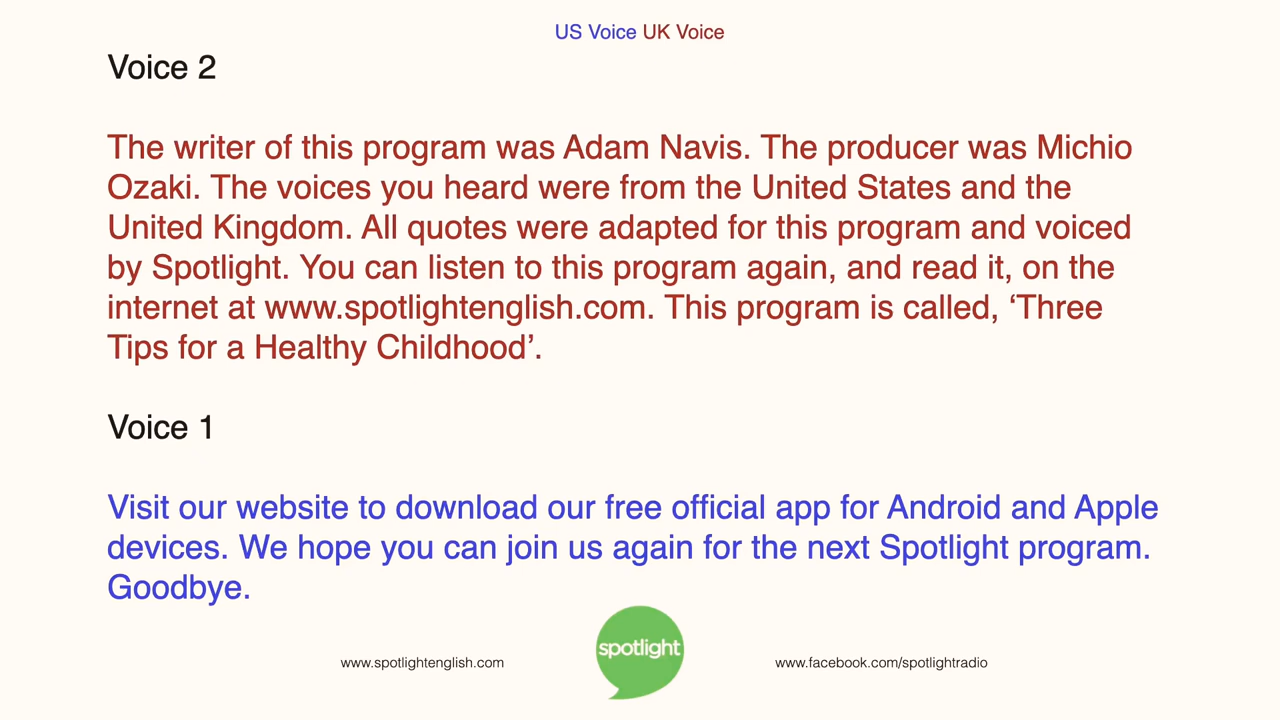 US Voice UK Voice
Voice 2
The writer of this program was Adam Navis. The producer was Michio
Ozaki. The voices you heard were from the United States and the
United Kingdom. All quotes were adapted for this program and voiced
by Spotlight. You can listen to this program again, and read it, on the
internet at www.spotlightenglish.com. This program is called, ‘Three
Tips for a Healthy Childhood’.
Voice 1
Visit our website to download our free official app for Android and Apple
devices. We hope you can join us again for the next Spotlight program.
Goodbye.
www.spotlightenglish.com
spotlight
www.facebook.com/spotlightradio